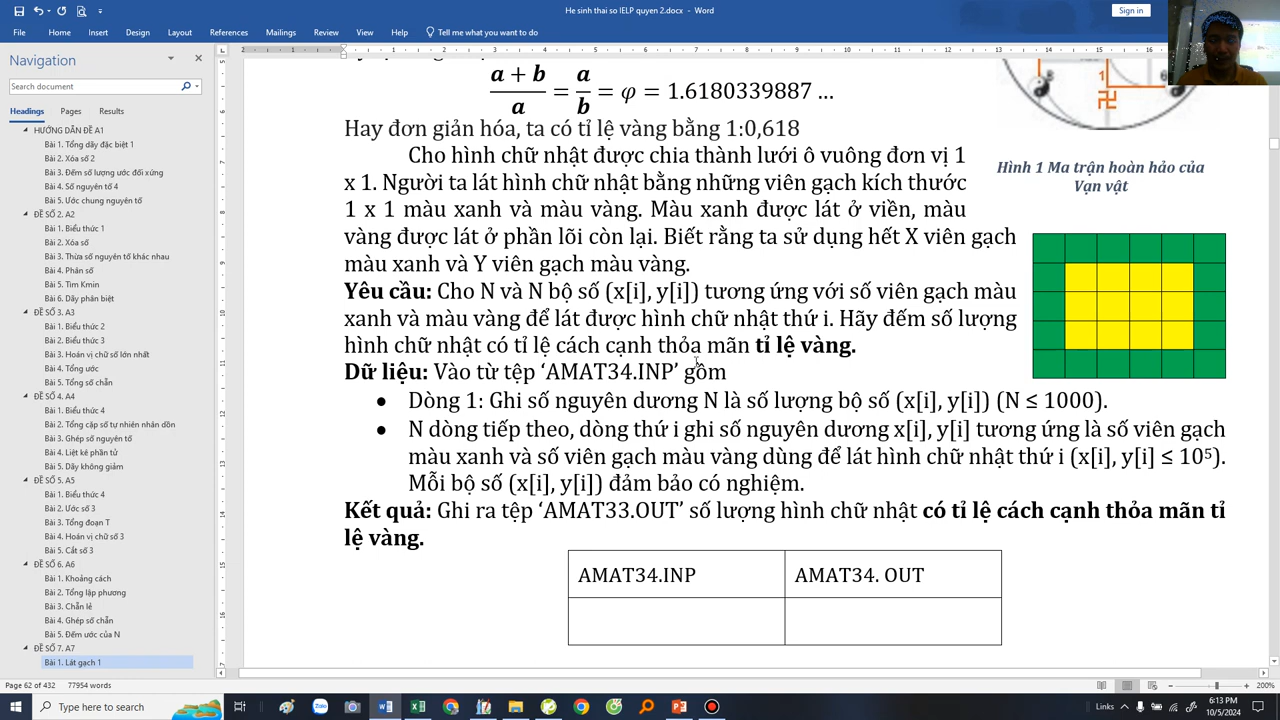 He sinh thai so IELP quyen 2.docx - Word
Sign in
File
Home
Insert
Design
Layout
References
Mailings
Review
View
Help
Tell me what you want to do
Navigation
Search document
Headings
Pages
Results
HƯỚNG DẪN ĐỀ A1
Bài 1. Tổng dãy đặc biệt 1
Bài 2. Xóa số 2
Bài 3. Đếm số lượng ước đối xứng
Bài 4. Số nguyên tố 4
Bài 5. Ước chung nguyên tố
ĐỀ SỐ 2. A2
Bài 1. Biểu thức 1
Bài 2. Xóa số
Bài 3. Thừa số nguyên tố khác nhau
Bài 4. Phân số
Bài 5. Tìm Kmin
Bài 6. Dãy phân biệt
ĐỀ SỐ 3. A3
Bài 1. Biểu thức 2
Bài 2. Biểu thức 3
Bài 3. Hoán vị chữ số lớn nhất
Bài 4. Tổng ước
Bài 5. Tổng số chẵn
ĐỀ SỐ 4. A4
Bài 1. Biểu thức 4
Bài 2. Tổng cặp số tự nhiên nhân dồn
Bài 3. Ghép số nguyên tố
Bài 4. Liệt kê phần tử
Bài 5. Dãy không giảm
ĐỀ SỐ 5. A5
Bài 1. Biểu thức 4
Bài 2. Ước số 3
Bài 3. Tổng đoạn T
Bài 4. Hoán vị chữ số 3
Bài 5. Cắt số 3
ĐỀ SỐ 6. A6
Bài 1. Khoảng cách
Bài 2. Tổng lập phương
Bài 3. Chẵn lẻ
Bài 4. Ghép số chẵn
Bài 5. Đếm ước của N
ĐỀ SỐ 7. A7
Bài 1. Lát gạch 1
a + b / a = a / b = φ = 1.6180339887 ...
Hay đơn giản hóa, ta có tỉ lệ vàng bằng 1:0,618
Cho hình chữ nhật được chia thành lưới ô vuông đơn vị 1
x 1. Người ta lát hình chữ nhật bằng những viên gạch kích thước
1 x 1 màu xanh và màu vàng. Màu xanh được lát ở viền, màu
vàng được lát ở phần lõi còn lại. Biết rằng ta sử dụng hết X viên gạch
màu xanh và Y viên gạch màu vàng.
Hình 1 Ma trận hoàn hảo của
Vạn vật
Yêu cầu: Cho N và N bộ số (x[i], y[i]) tương ứng với số viên gạch màu
xanh và màu vàng để lát được hình chữ nhật thứ i. Hãy đếm số lượng
hình chữ nhật có tỉ lệ cách cạnh thỏa mãn tỉ lệ vàng.
Dữ liệu: Vào từ tệp ‘AMAT34.INP’ gồm
● Dòng 1: Ghi số nguyên dương N là số lượng bộ số (x[i], y[i]) (N ≤ 1000).
● N dòng tiếp theo, dòng thứ i ghi số nguyên dương x[i], y[i] tương ứng là số viên gạch
màu xanh và số viên gạch màu vàng dùng để lát hình chữ nhật thứ i (x[i], y[i] ≤ 10⁵).
Mỗi bộ số (x[i], y[i]) đảm bảo có nghiệm.
Kết quả: Ghi ra tệp ‘AMAT33.OUT’ số lượng hình chữ nhật có tỉ lệ cách cạnh thỏa mãn tỉ
lệ vàng.
AMAT34.INP
AMAT34. OUT
Page 62 of 432
77954 words
200%
Type here to search
6:13 PM